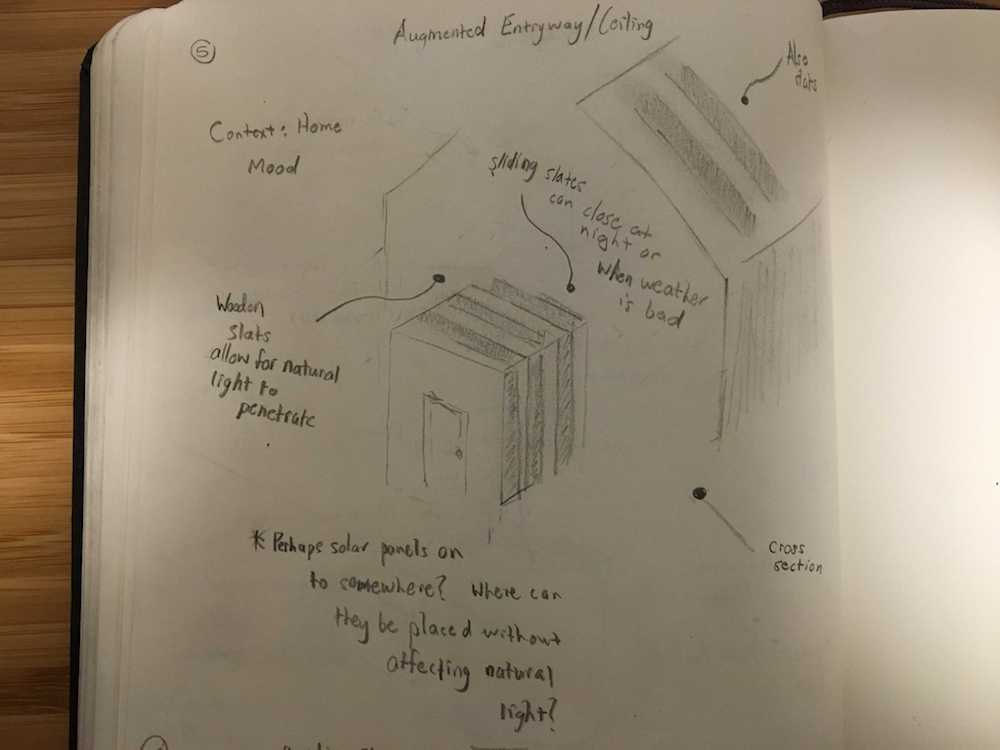 5
Augmented Entryway/Ceiling
Also
slats
Context: Home
Mood
sliding slates
can close at
night or
when weather
is bad
Wooden
slats
allow for natural
light to
penetrate
* Perhaps solar panels on
to somewhere? Where can
they be placed without
affecting natural
light?
Cross
section